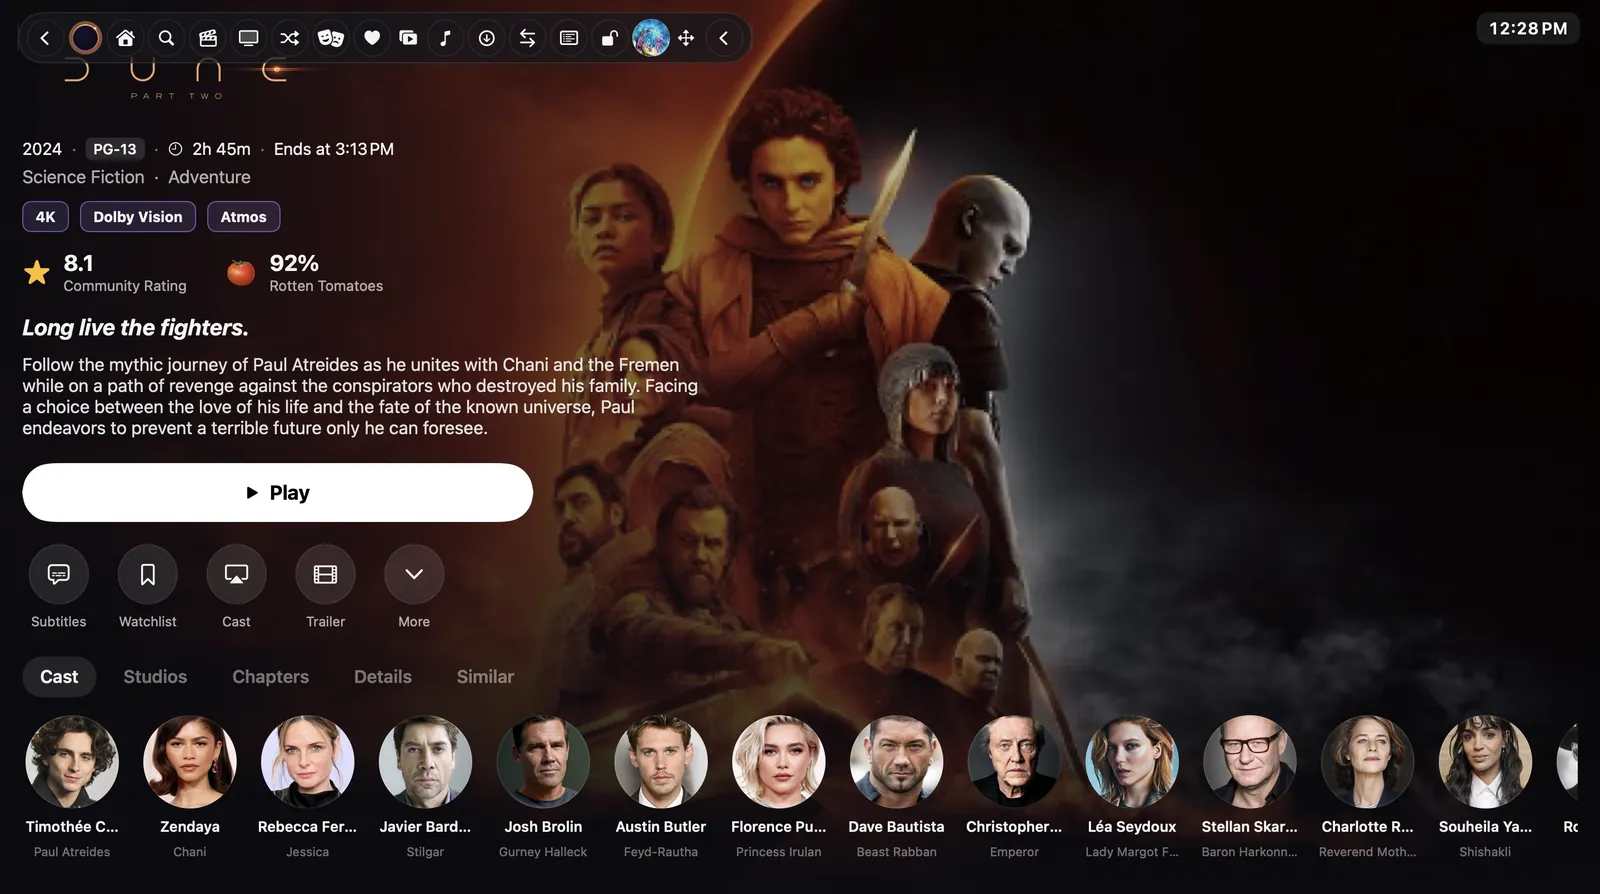 12:28 PM
DUNE
PART TWO
2024 · PG-13 · 2h 45m · Ends at 3:13 PM
Science Fiction · Adventure
4K Dolby Vision Atmos
8.1 92%
Community Rating Rotten Tomatoes
Long live the fighters.
Follow the mythic journey of Paul Atreides as he unites with Chani and the Fremen
while on a path of revenge against the conspirators who destroyed his family. Facing
a choice between the love of his life and the fate of the known universe, Paul
endeavors to prevent a terrible future only he can foresee.
Play
Subtitles Watchlist Cast Trailer More
Cast Studios Chapters Details Similar
Timothée C... Zendaya Rebecca Fer... Javier Bard... Josh Brolin Austin Butler Florence Pu... Dave Bautista Christopher... Léa Seydoux Stellan Skar... Charlotte R... Souheila Ya... Ro
Paul Atreides Chani Jessica Stilgar Gurney Halleck Feyd-Rautha Princess Irulan Beast Rabban Emperor Lady Margot F... Baron Harkonn... Reverend Moth... Shishakli